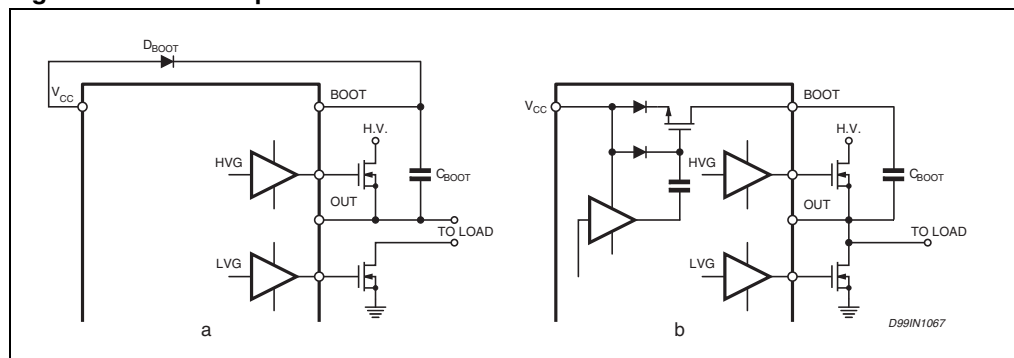 D_BOOT
V_CC
BOOT
H.V.
HVG
C_BOOT
OUT
TO LOAD
LVG
a
V_CC
BOOT
H.V.
HVG
C_BOOT
OUT
TO LOAD
LVG
b
D99IN1067